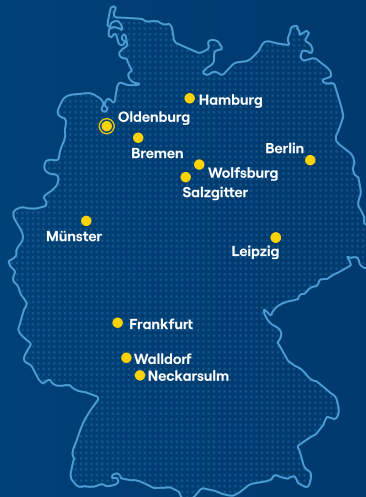 Hamburg
Oldenburg
Bremen
Berlin
Wolfsburg
Salzgitter
Münster
Leipzig
Frankfurt
Walldorf
Neckarsulm